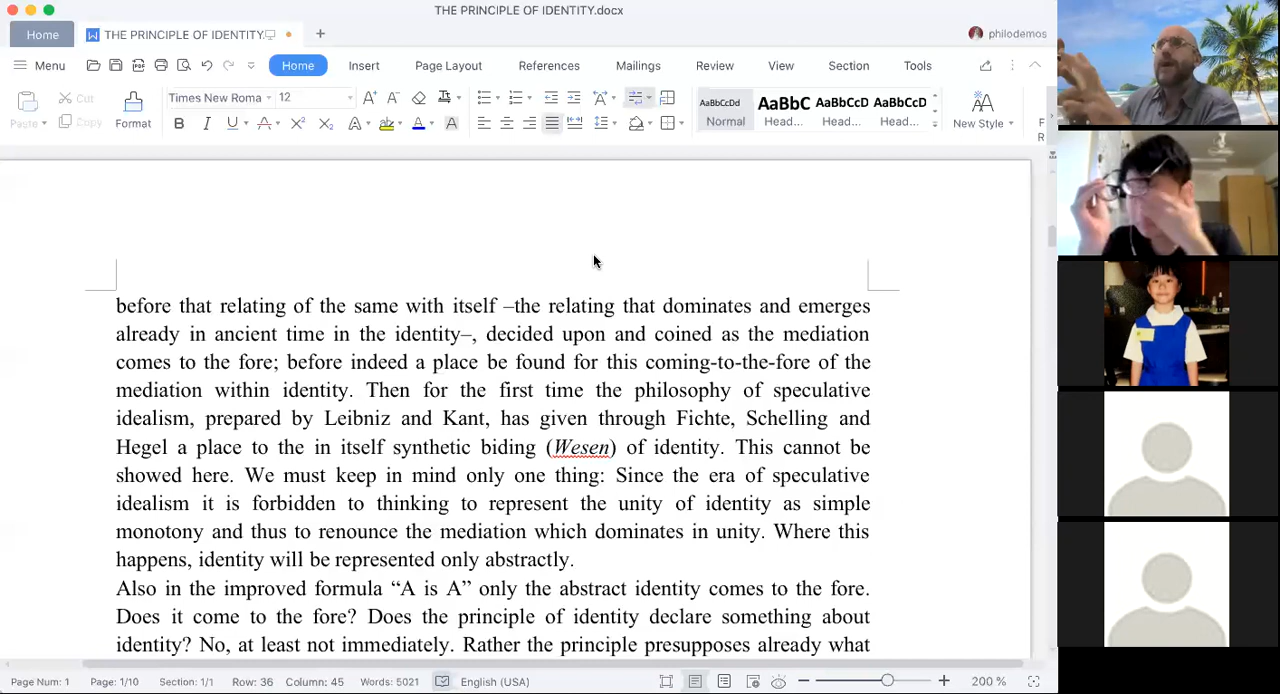 THE PRINCIPLE OF IDENTITY.docx
Home
THE PRINCIPLE OF IDENTITY.
philodemos
Menu
Home
Insert
Page Layout
References
Mailings
Review
View
Section
Tools
Paste
Cut
Copy
Format
Times New Roma
12
AaBbCcDd
Normal
AaBbC
Head...
AaBbCcD
Head...
AaBbCcD
Head...
New Style
before that relating of the same with itself –the relating that dominates and emerges
already in ancient time in the identity–, decided upon and coined as the mediation
comes to the fore; before indeed a place be found for this coming-to-the-fore of the
mediation within identity. Then for the first time the philosophy of speculative
idealism, prepared by Leibniz and Kant, has given through Fichte, Schelling and
Hegel a place to the in itself synthetic biding (Wesen) of identity. This cannot be
showed here. We must keep in mind only one thing: Since the era of speculative
idealism it is forbidden to thinking to represent the unity of identity as simple
monotony and thus to renounce the mediation which dominates in unity. Where this
happens, identity will be represented only abstractly.
Also in the improved formula “A is A” only the abstract identity comes to the fore.
Does it come to the fore? Does the principle of identity declare something about
identity? No, at least not immediately. Rather the principle presupposes already what
Page Num: 1
Page: 1/10
Section: 1/1
Row: 36
Column: 45
Words: 5021
English (USA)
200 %